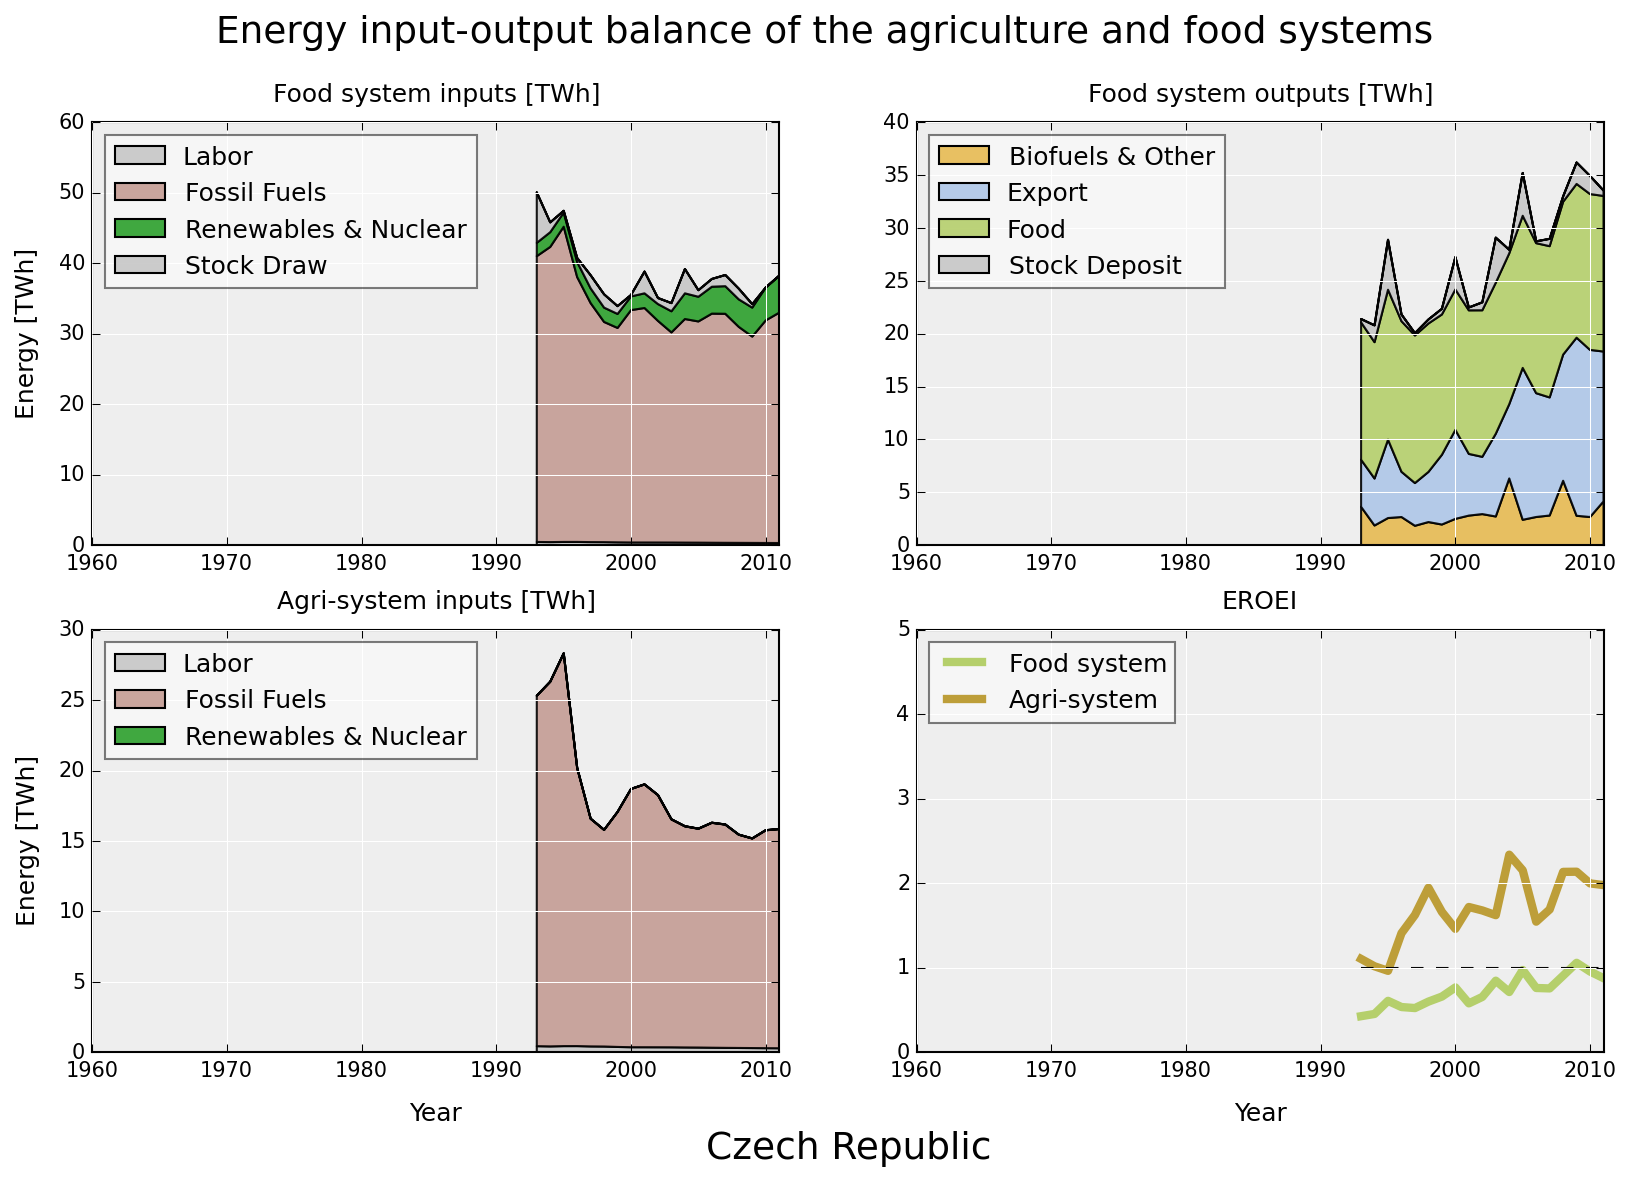 Energy input-output balance of the agriculture and food systems
Food system inputs [TWh]
Energy [TWh]
60
50
40
30
20
10
0
Labor
Fossil Fuels
Renewables & Nuclear
Stock Draw
1960 1970 1980 1990 2000 2010
Food system outputs [TWh]
40
35
30
25
20
15
10
5
0
Biofuels & Other
Export
Food
Stock Deposit
1960 1970 1980 1990 2000 2010
Agri-system inputs [TWh]
Energy [TWh]
30
25
20
15
10
5
0
Labor
Fossil Fuels
Renewables & Nuclear
1960 1970 1980 1990 2000 2010
Year
EROEI
5
4
3
2
1
0
Food system
Agri-system
1960 1970 1980 1990 2000 2010
Year
Czech Republic